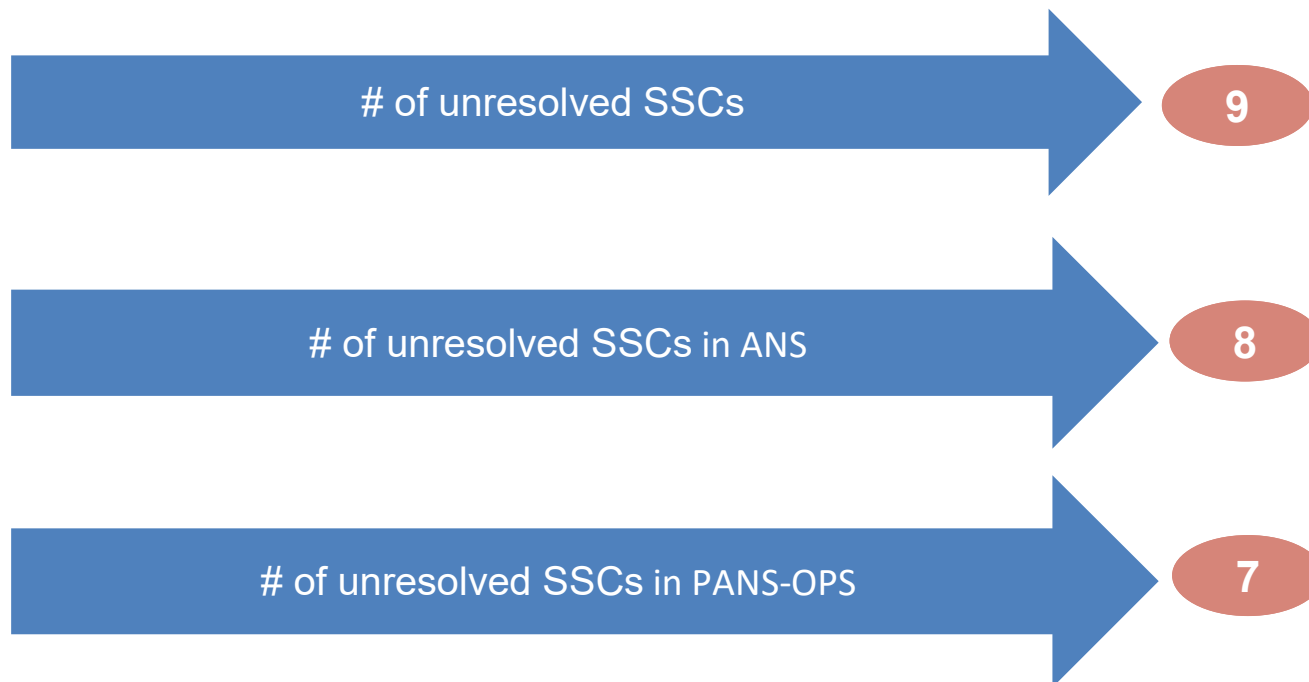 # of unresolved SSCs
9
# of unresolved SSCs in ANS
8
# of unresolved SSCs in PANS-OPS
7